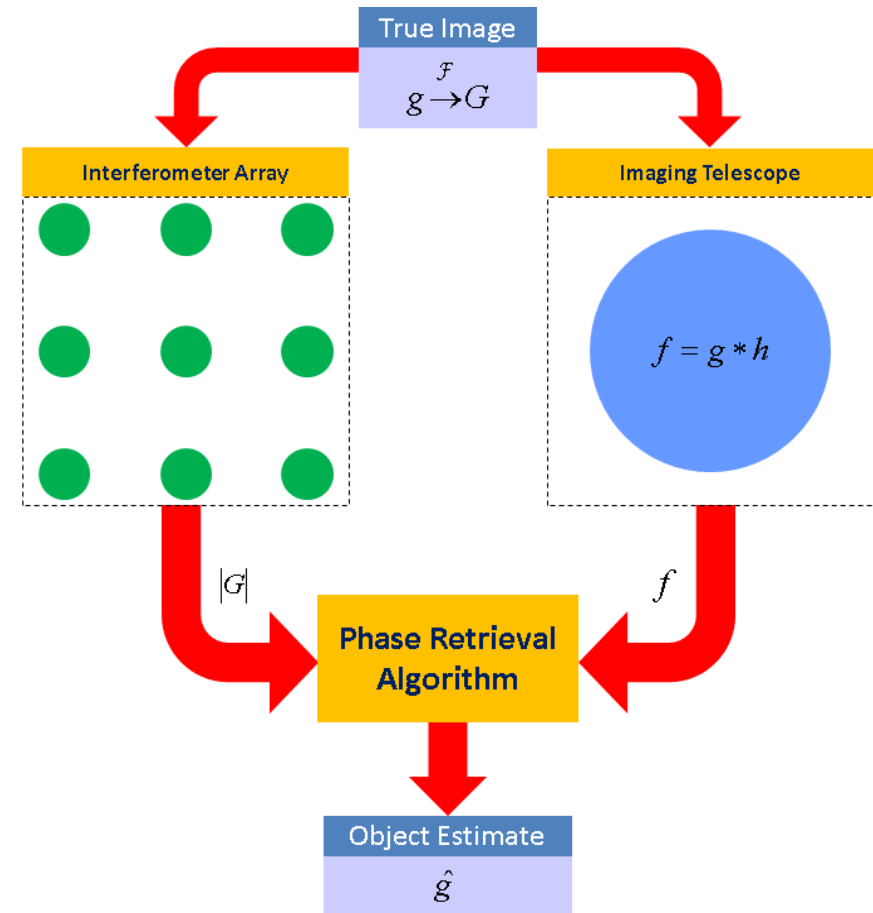 True Image
ℱ
g → G
Interferometer Array
Imaging Telescope
f = g * h
|G|
f
Phase Retrieval
Algorithm
Object Estimate
ĝ